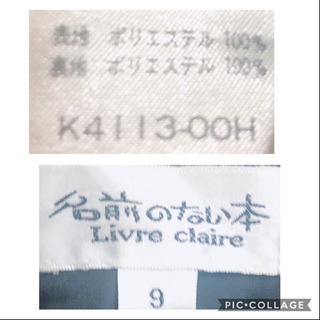 表地 ポリエステル 100%
裏地 ポリエステル 100%
K4113-00H
名前のない本
Livre claire
9
PIC•COLLAGE